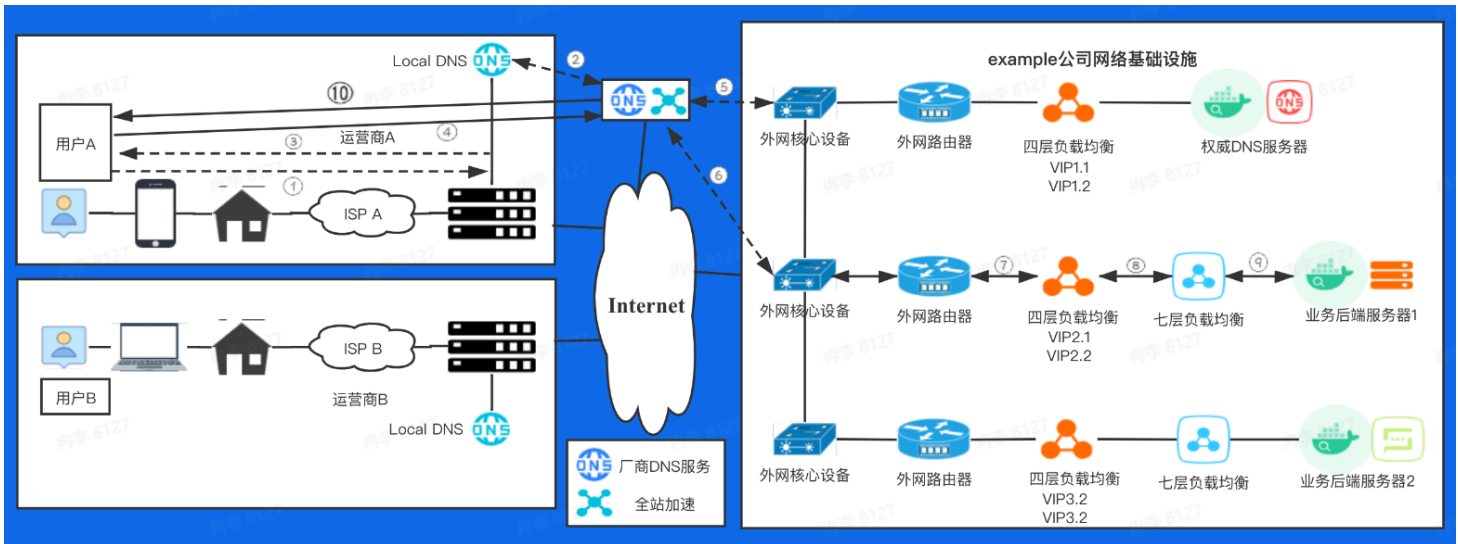 Local DNS
DNS
②
⑩
用户A
运营商A
④
③
①
ISP A
DNS
⑤
⑥
Internet
用户B
ISP B
运营商B
Local DNS
DNS
DNS
厂商DNS服务
全站加速
example公司网络基础设施
外网核心设备
外网路由器
四层负载均衡
VIP1.1
VIP1.2
DNS
权威DNS服务器
⑦
⑧
⑨
外网核心设备
外网路由器
四层负载均衡
VIP2.1
VIP2.2
七层负载均衡
业务后端服务器1
外网核心设备
外网路由器
四层负载均衡
VIP3.2
VIP3.2
七层负载均衡
业务后端服务器2
冉李 8127